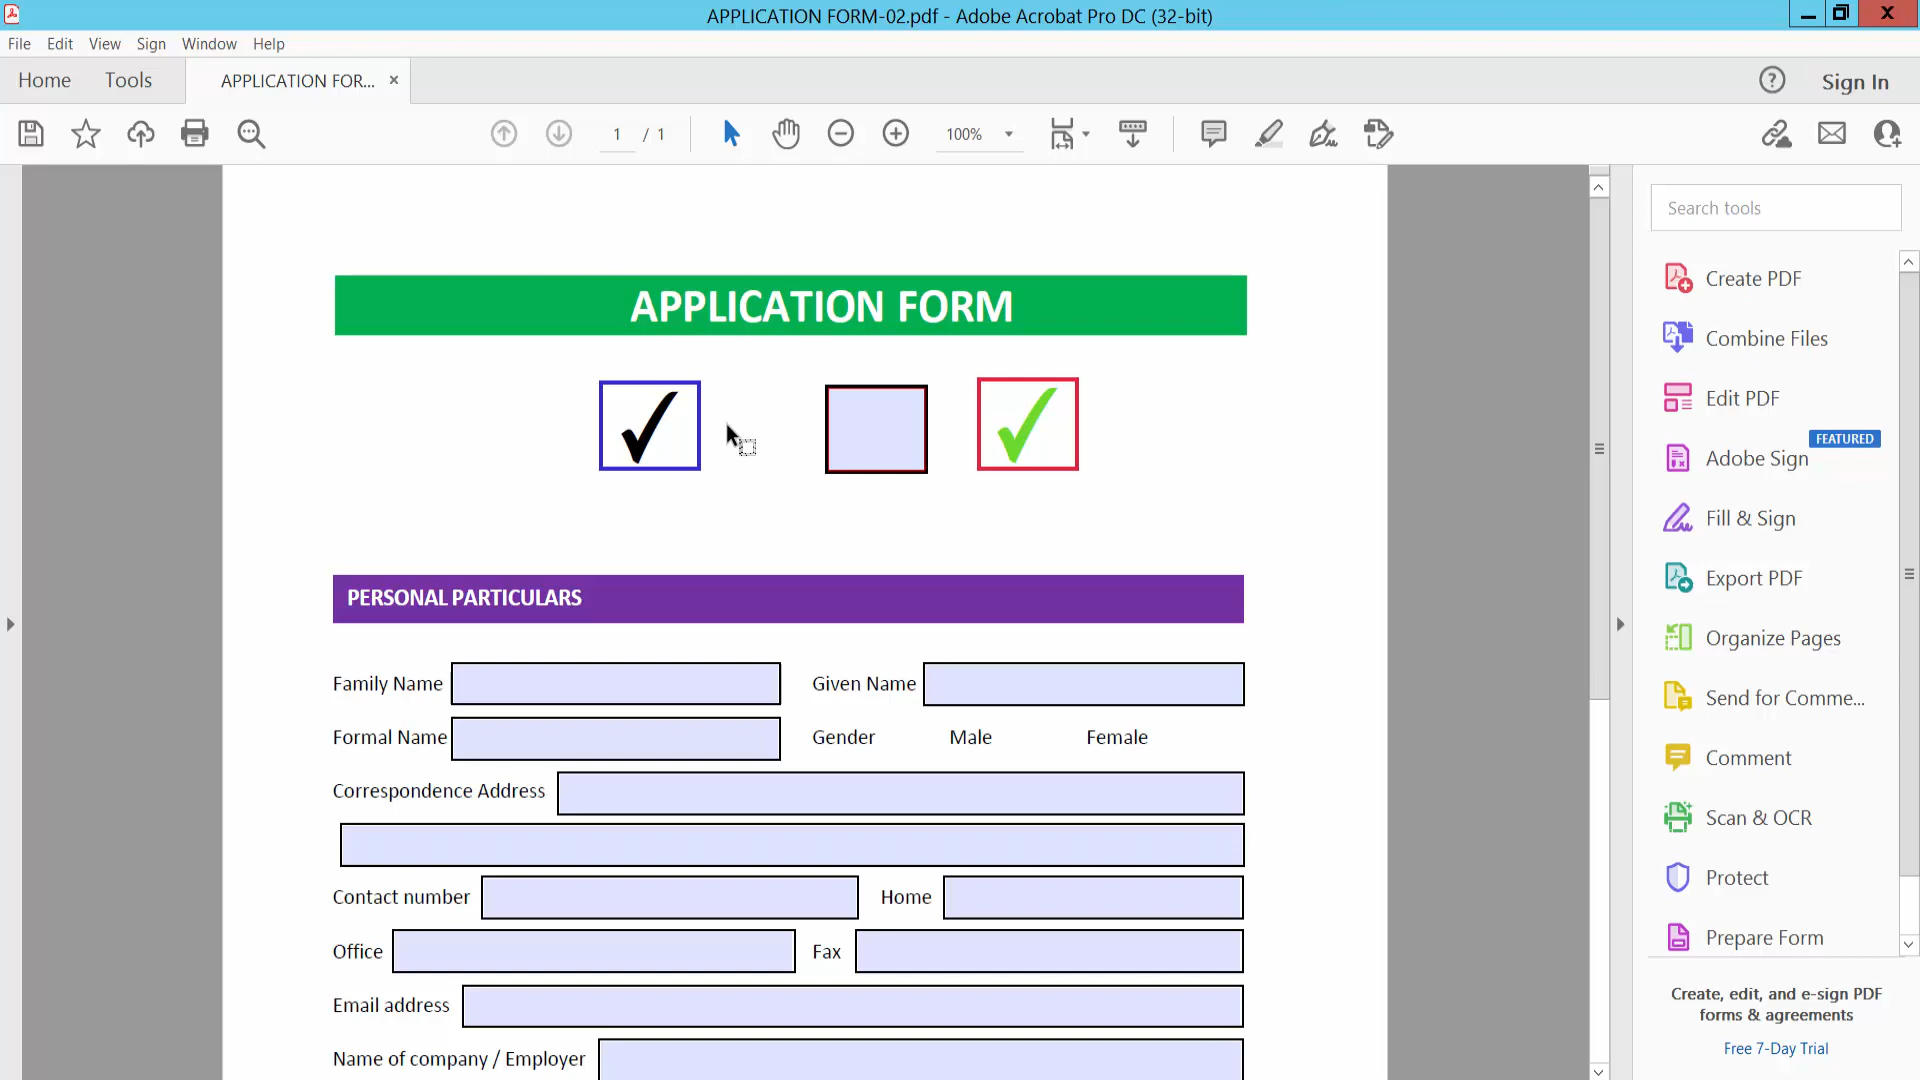 APPLICATION FORM-02.pdf - Adobe Acrobat Pro DC (32-bit)
File Edit View Sign Window Help
Home Tools APPLICATION FOR... × Sign In
1 / 1 100%
Search tools
APPLICATION FORM
Create PDF
Combine Files
Edit PDF
FEATURED
Adobe Sign
Fill & Sign
Export PDF
Organize Pages
Send for Comme...
Comment
Scan & OCR
Protect
Prepare Form
Create, edit, and e-sign PDF
forms & agreements
Free 7-Day Trial
PERSONAL PARTICULARS
Family Name Given Name
Formal Name Gender Male Female
Correspondence Address
Contact number Home
Office Fax
Email address
Name of company / Employer